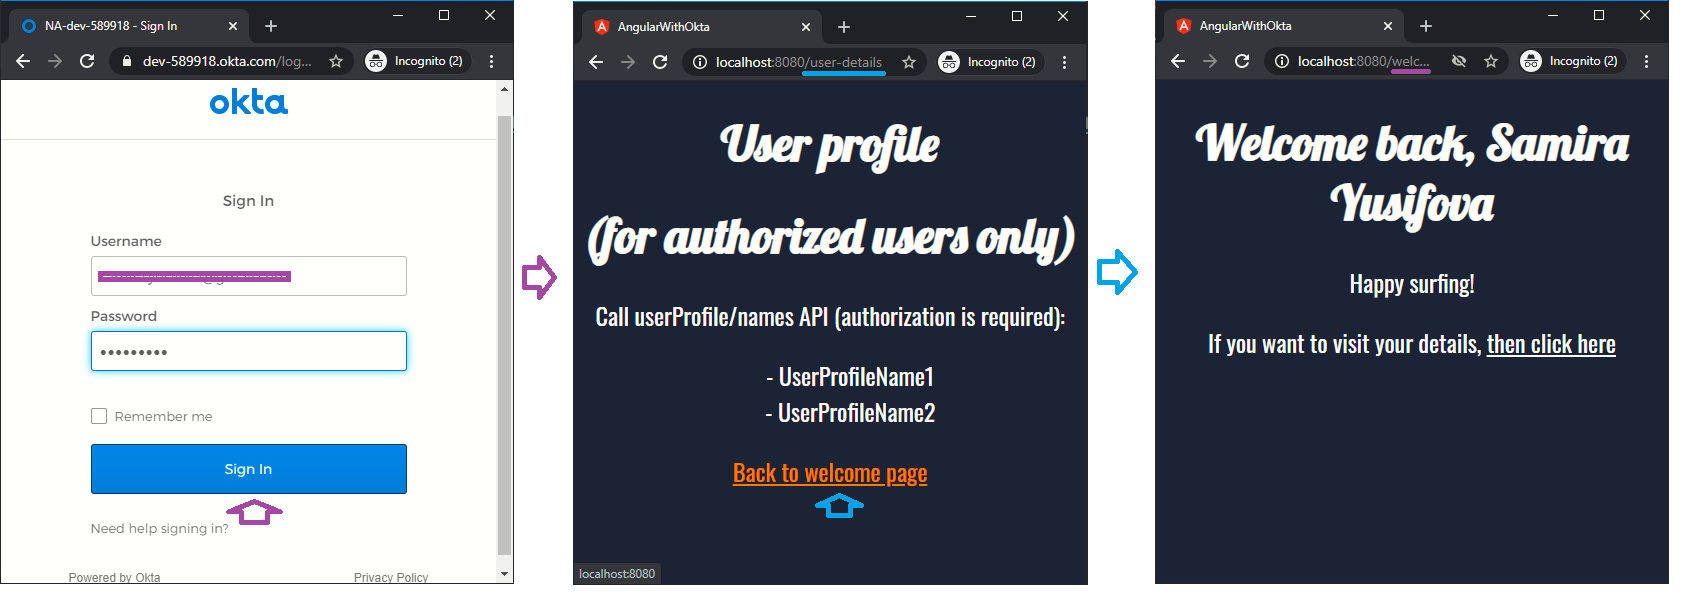 NA-dev-589918 - Sign In
dev-589918.okta.com/log...
Incognito (2)
okta
Sign In
Username
Password
Remember me
Sign In
Need help signing in?
Powered by Okta
Privacy Policy
AngularWithOkta
localhost:8080/user-details
Incognito (2)
User profile
(for authorized users only)
Call userProfile/names API (authorization is required):
- UserProfileName1
- UserProfileName2
Back to welcome page
localhost:8080
AngularWithOkta
localhost:8080/welc...
Incognito (2)
Welcome back, Samira
Yusifova
Happy surfing!
If you want to visit your details, then click here